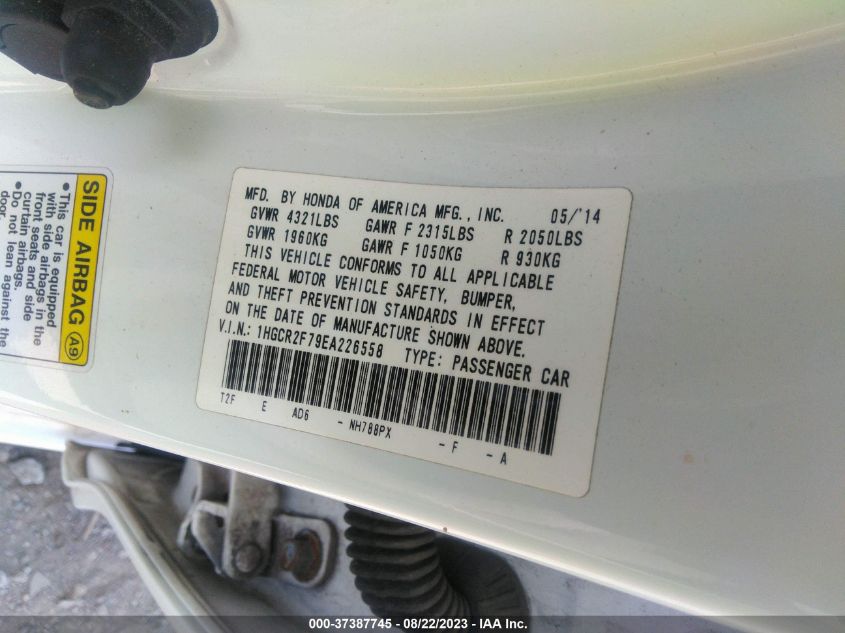 SIDE AIRBAG A9
•This car is equipped
with side airbags in the
front seats and side
curtain airbags.
•Do not lean against the
door.
MFD. BY HONDA OF AMERICA MFG., INC. 05/'14
GVWR 4321LBS GAWR F 2315LBS R 2050LBS
GVWR 1960KG GAWR F 1050KG R 930KG
THIS VEHICLE CONFORMS TO ALL APPLICABLE
FEDERAL MOTOR VEHICLE SAFETY, BUMPER,
AND THEFT PREVENTION STANDARDS IN EFFECT
ON THE DATE OF MANUFACTURE SHOWN ABOVE.
V.I.N.: 1HGCR2F79EA226558 TYPE: PASSENGER CAR
T2F E AD6 - NH788PX - F - A
000-37387745 - 08/22/2023 - IAA Inc.